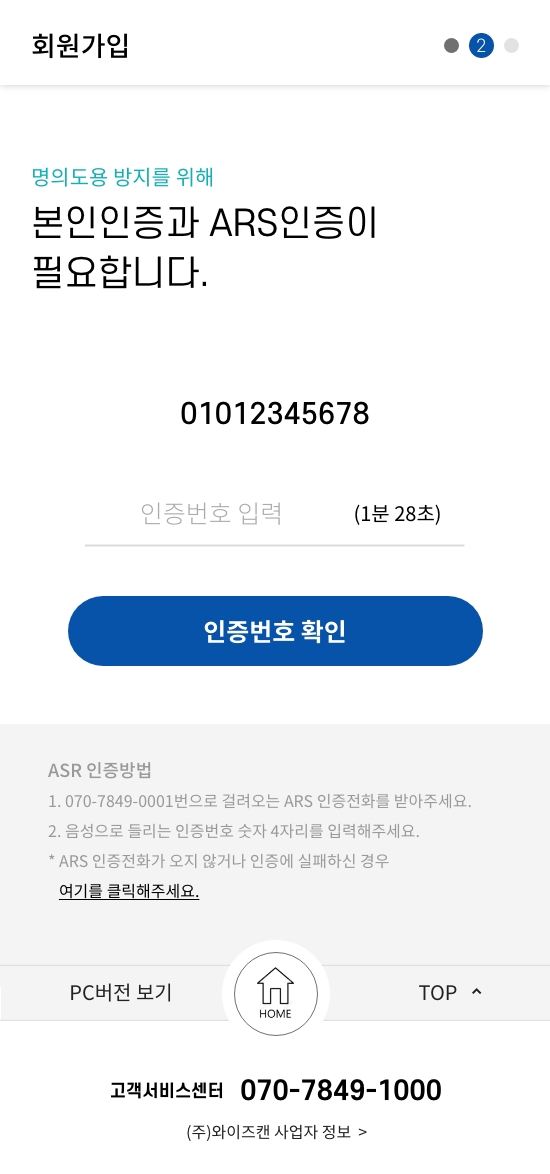 회원가입
2
명의도용 방지를 위해
본인인증과 ARS인증이
필요합니다.
01012345678
인증번호 입력 (1분 28초)
인증번호 확인
ASR 인증방법
1. 070-7849-0001번으로 걸려오는 ARS 인증전화를 받아주세요.
2. 음성으로 들리는 인증번호 숫자 4자리를 입력해주세요.
* ARS 인증전화가 오지 않거나 인증에 실패하신 경우
여기를 클릭해주세요.
PC버전 보기
HOME
TOP
고객서비스센터 070-7849-1000
(주)와이즈캔 사업자 정보 >